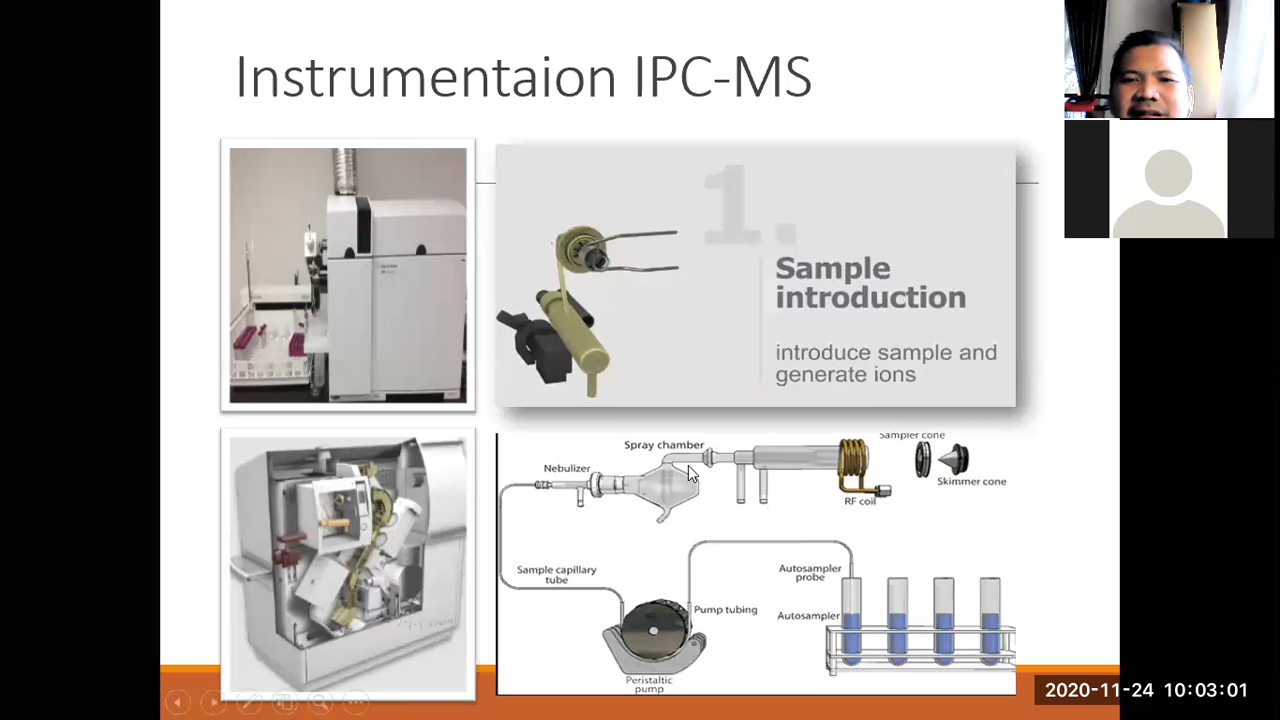 Instrumentaion IPC-MS
1.
Sample
introduction
introduce sample and
generate ions
Spray chamber
Nebulizer
Sampler cone
Skimmer cone
RF coil
Sample capillary
tube
Autosampler
probe
Pump tubing
Autosampler
Peristaltic
pump
2020-11-24 10:03:01